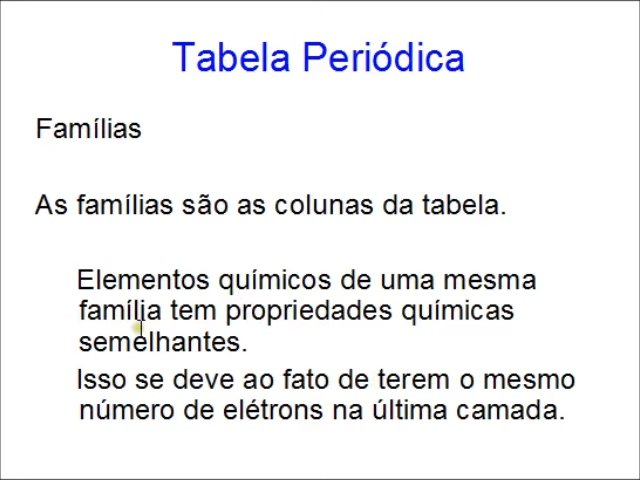 Tabela Periódica
Famílias
As famílias são as colunas da tabela.
Elementos químicos de uma mesma
família tem propriedades químicas
semelhantes.
Isso se deve ao fato de terem o mesmo
número de elétrons na última camada.